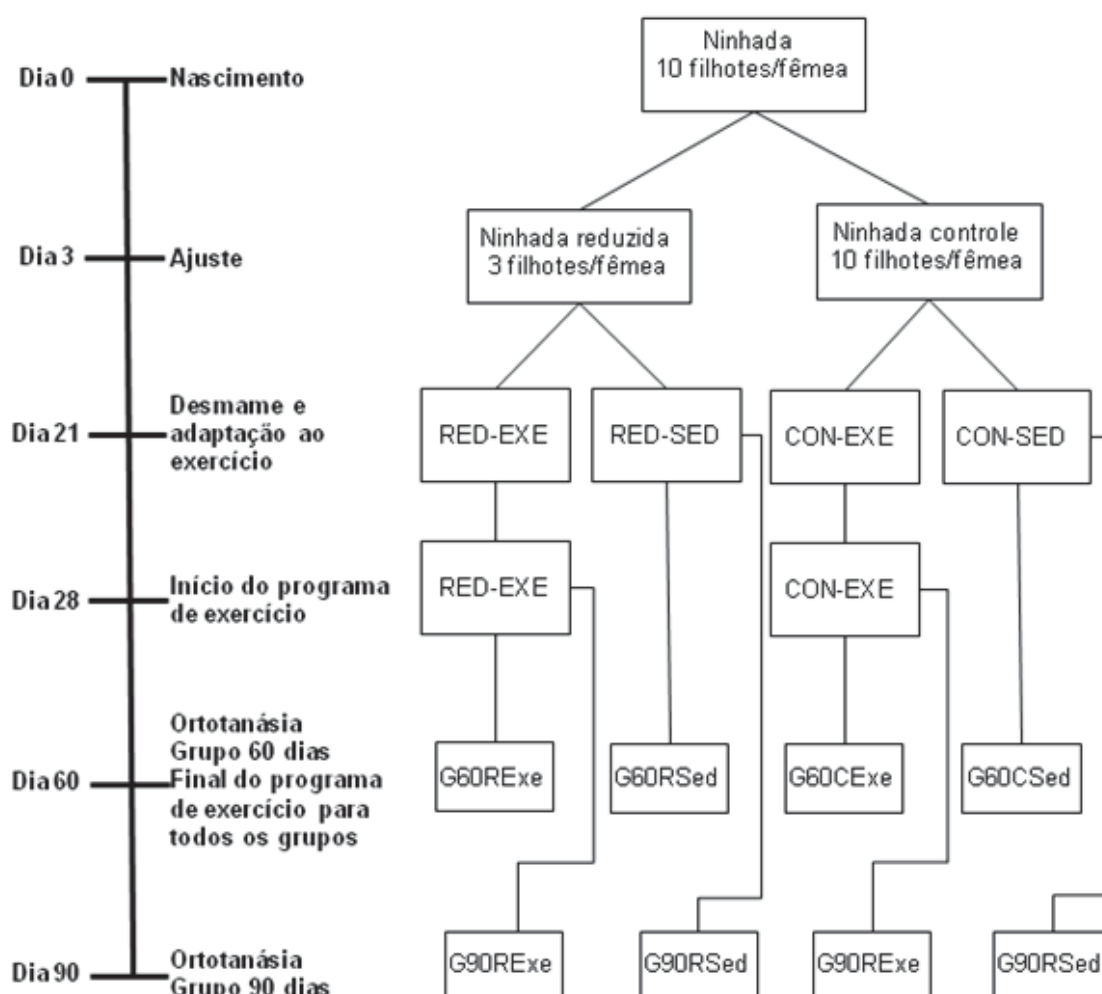 Ninhada
10 filhotes/fêmea
Dia 0
Nascimento
Ninhada reduzida
3 filhotes/fêmea
Ninhada controle
10 filhotes/fêmea
Dia 3
Ajuste
Desmame e
adaptação ao
exercício
Dia 21
RED-EXE
RED-SED
CON-EXE
CON-SED
Dia 28
Início do programa
de exercício
RED-EXE
CON-EXE
Ortotanásia
Grupo 60 dias
Final do programa
de exercício para
todos os grupos
Dia 60
G60RExe
G60RSed
G60CExe
G60CSed
Dia 90
Ortotanásia
Grupo 90 dias
G90RExe
G90RSed
G90RExe
G90RSed